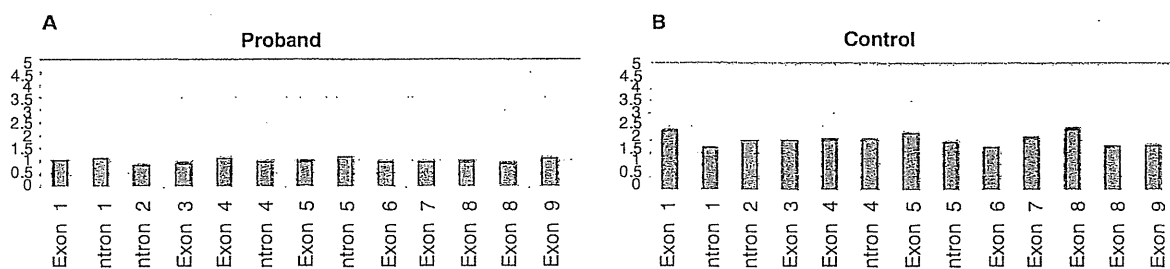 A
Proband
5
4.5
4
3.5
3
2.5
2
1.5
1
0.5
0
Exon 1
ntron 1
ntron 2
Exon 3
Exon 4
ntron 4
Exon 5
ntron 5
Exon 6
Exon 7
Exon 8
Exon 8
Exon 9
B
Control
5
4.5
4
3.5
3
2.5
2
1.5
1
0.5
0
Exon 1
ntron 1
ntron 2
Exon 3
Exon 4
ntron 4
Exon 5
ntron 5
Exon 6
Exon 7
Exon 8
Exon 8
Exon 9